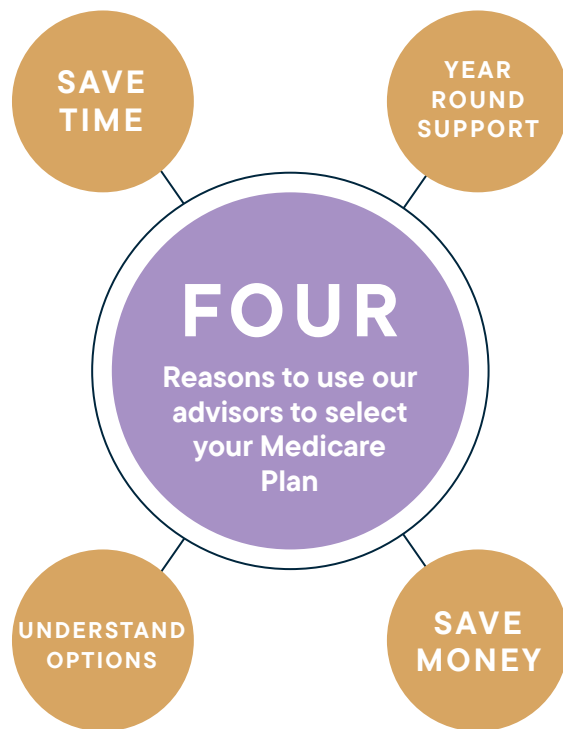 SAVE
TIME
YEAR
ROUND
SUPPORT
FOUR
Reasons to use our
advisors to select
your Medicare
Plan
UNDERSTAND
OPTIONS
SAVE
MONEY